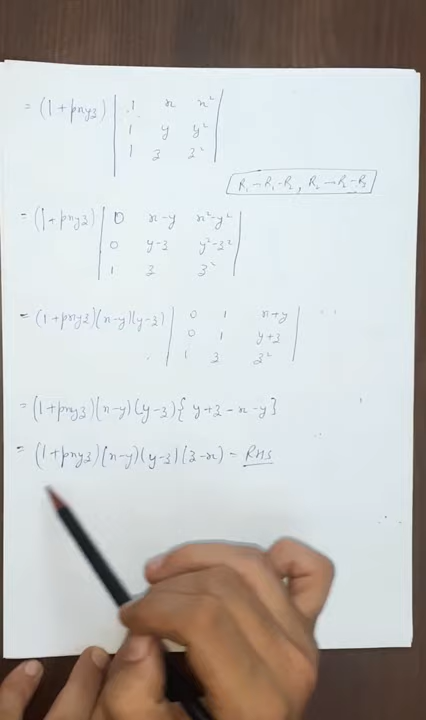 = (1+pxyz) | 1 x x²
1 y y²
1 z z² |
R₁→R₁-R₂, R₂→R₂-R₃
= (1+pxyz) | 0 x-y x²-y²
0 y-z y²-z²
1 z z² |
= (1+pxyz)(x-y)(y-z) | 0 1 x+y
0 1 y+z
1 z z² |
= (1+pxyz)(x-y)(y-z){y+z-x-y}
= (1+pxyz)(x-y)(y-z)(z-x) = RHS